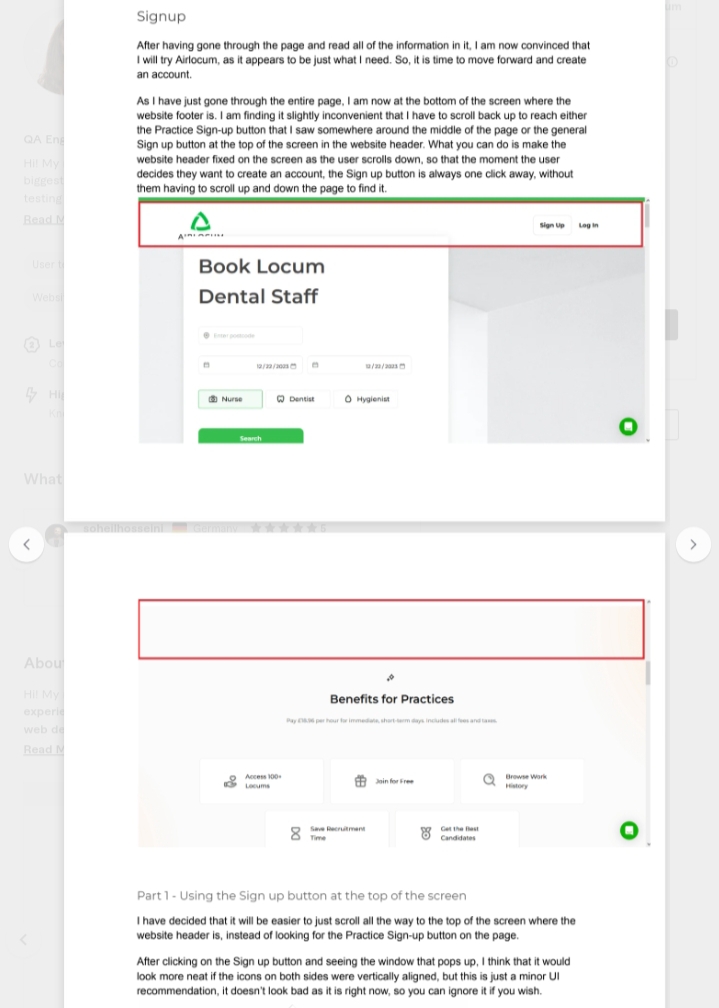 Signup
After having gone through the page and read all of the information in it, I am now convinced that
I will try Airlocum, as it appears to be just what I need. So, it is time to move forward and create
an account.
As I have just gone through the entire page, I am now at the bottom of the screen where the
website footer is. I am finding it slightly inconvenient that I have to scroll back up to reach either
the Practice Sign-up button that I saw somewhere around the middle of the page or the general
Sign up button at the top of the screen in the website header. What you can do is make the
website header fixed on the screen as the user scrolls down, so that the moment the user
decides they want to create an account, the Sign up button is always one click away, without
them having to scroll up and down the page to find it.
Sign Up Log In
Book Locum
Dental Staff
Enter postcode
12/22/2023 12/22/2023
Nurse Dentist Hygienist
Search
QA Eng
Hi! My
biggest
testing
Read M
User t
Websi
Le
Hig
What
soheilhosseini Germany 5
Abou
Hi! My
experie
web de
Read M
Benefits for Practices
per hour for immediate, short-term days. Includes all fees and taxes.
Access 100+
Locums
Join for Free
Browse Work
History
Save Recruitment
Time
Get the Best
Candidates
Part 1 - Using the Sign up button at the top of the screen
I have decided that it will be easier to just scroll all the way to the top of the screen where the
website header is, instead of looking for the Practice Sign-up button on the page.
After clicking on the Sign up button and seeing the window that pops up, I think that it would
look more neat if the icons on both sides were vertically aligned, but this is just a minor UI
recommendation, it doesn't look bad as it is right now, so you can ignore it if you wish.